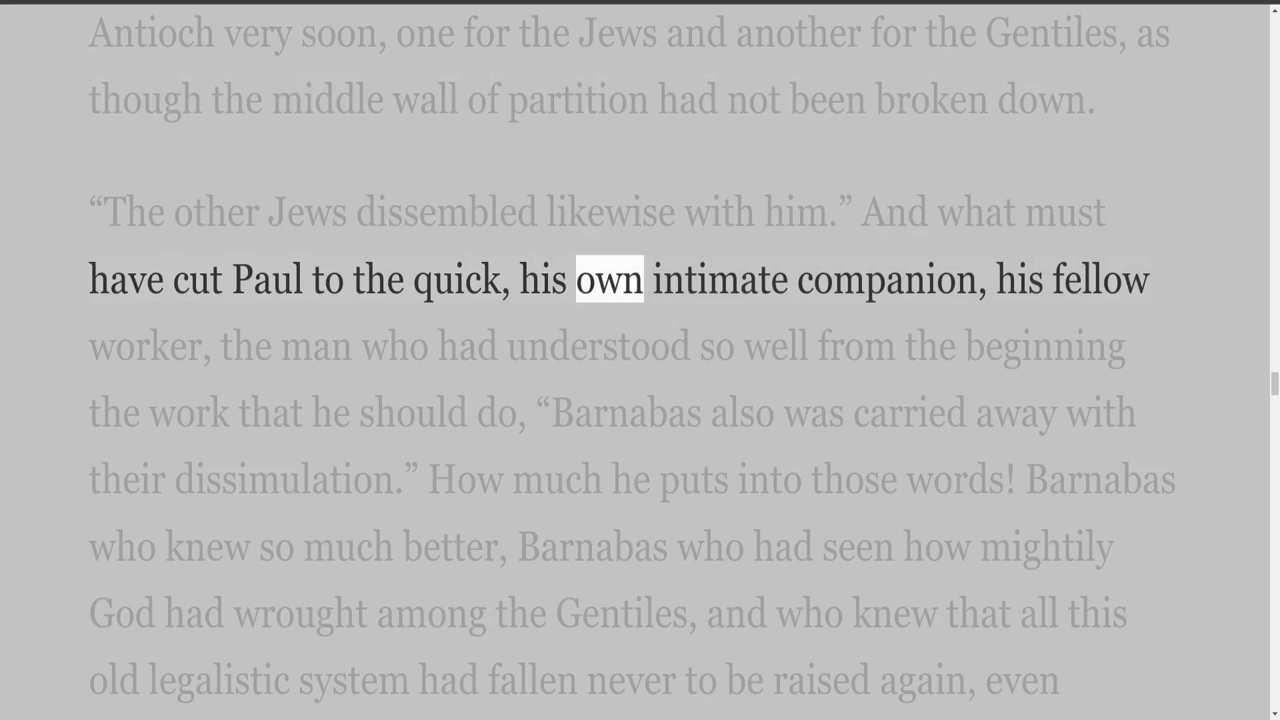 Antioch very soon, one for the Jews and another for the Gentiles, as
though the middle wall of partition had not been broken down.
“The other Jews dissembled likewise with him.” And what must
have cut Paul to the quick, his own intimate companion, his fellow
worker, the man who had understood so well from the beginning
the work that he should do, “Barnabas also was carried away with
their dissimulation.” How much he puts into those words! Barnabas
who knew so much better, Barnabas who had seen how mightily
God had wrought among the Gentiles, and who knew that all this
old legalistic system had fallen never to be raised again, even